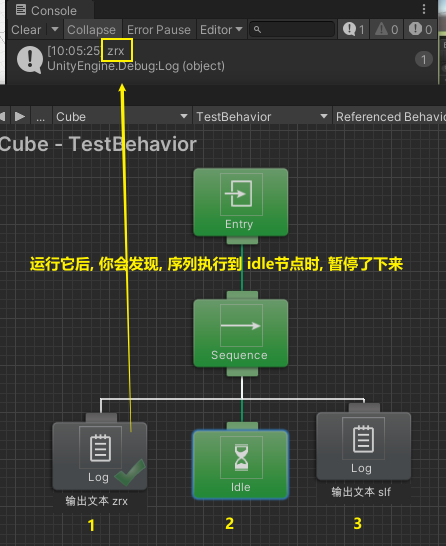 Console
Clear Collapse Error Pause Editor 1 0 0
[10:05:25] zrx
UnityEngine.Debug:Log (object)
1
... Cube TestBehavior Referenced Behavio
Cube - TestBehavior
Entry
运行它后, 你会发现, 序列执行到 idle节点时, 暂停了下来
Sequence
Log Idle Log
输出文本 zrx 输出文本 slf
1 2 3